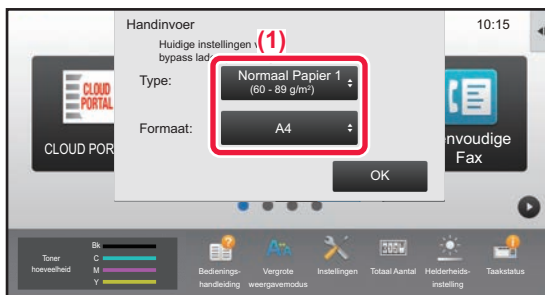 Handinvoer
10:15
Huidige instellingen v
(1)
bypass lade
Type:
Normaal Papier 1
(60 - 89 g/m²)
Formaat:
A4
OK
CLOUD
PORTAL
CLOUD POR
nvoudige
Fax
Toner
hoeveelheid
Bk
C
M
Y
Bedienings-
handleiding
Vergrote
weergavemodus
Instellingen
Totaal Aantal
Helderheids-
instelling
Taakstatus